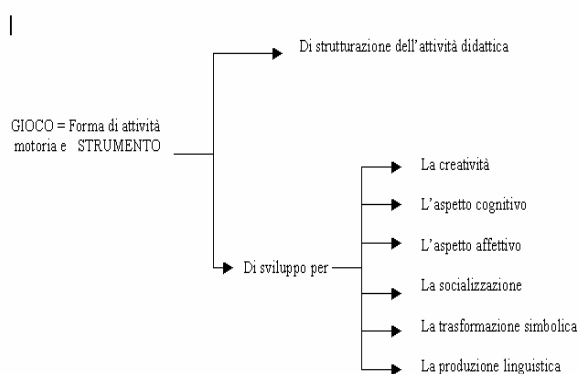 Di strutturazione dell'attività didattica
GIOCO = Forma di attività
motoria e STRUMENTO
Di sviluppo per
La creatività
L'aspetto cognitivo
L'aspetto affettivo
La socializzazione
La trasformazione simbolica
La produzione linguistica